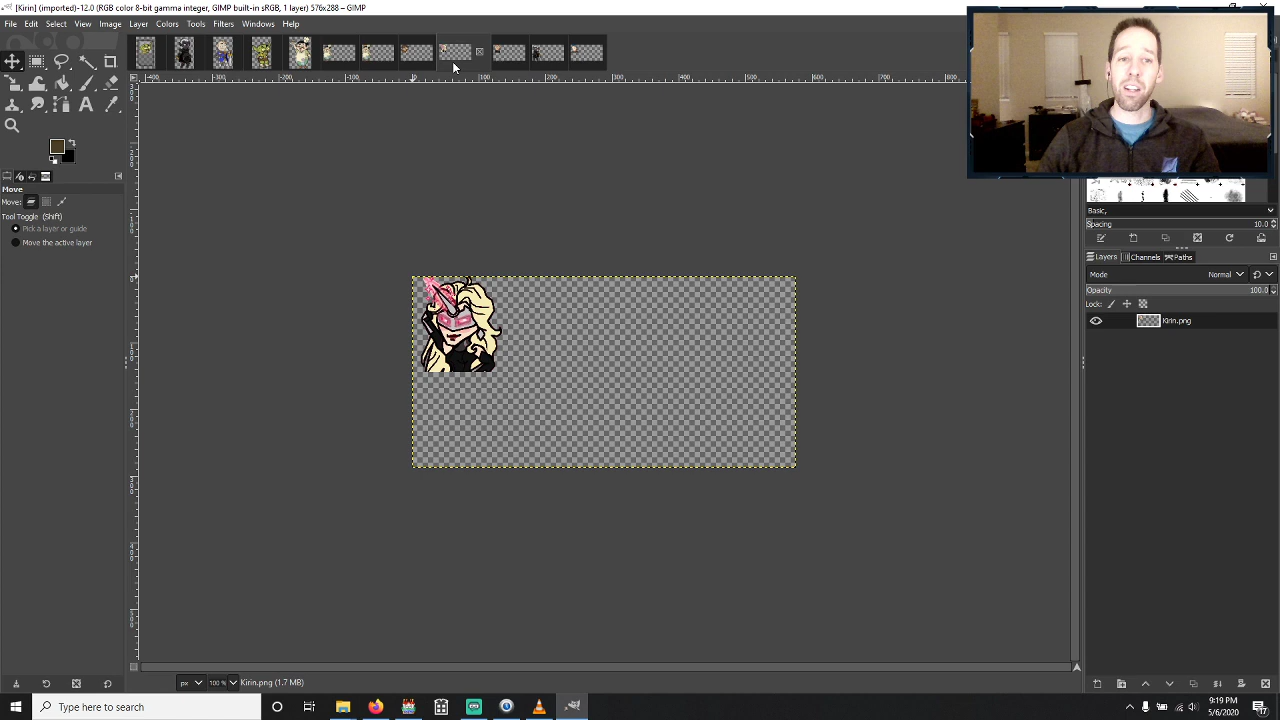 [Kirin] (imported)-12.0 (RGB color 8-bit gamma integer, GIMP built-in sRGB, 1 layer) 576x288 – GIMP
File Edit Select View Image Layer Colors Tools Filters Windows Help
Move
Move:
Tool Toggle (Shift)
Pick a layer or guide
Move the active layer
Basic,
Spacing 10.0
Layers Channels Paths
Mode Normal
Opacity 100.0
Lock:
Kirin.png
px 100 % Kirin.png (1.7 MB)
Type here to search
9:19 PM
5/6/2020
17